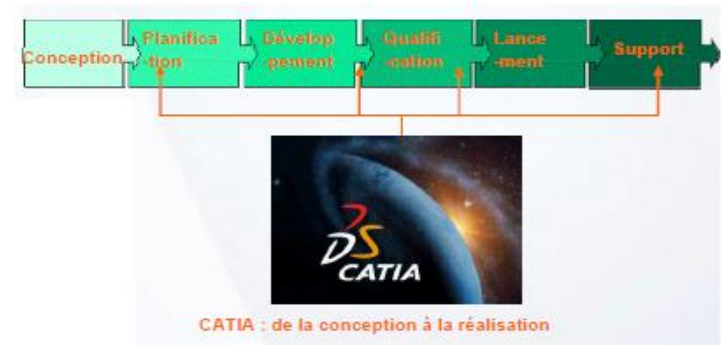 Conception
Planifica
-tion
Dévelop
-pement
Qualifi
-cation
Lance
-ment
Support
DS
CATIA
CATIA : de la conception à la réalisation